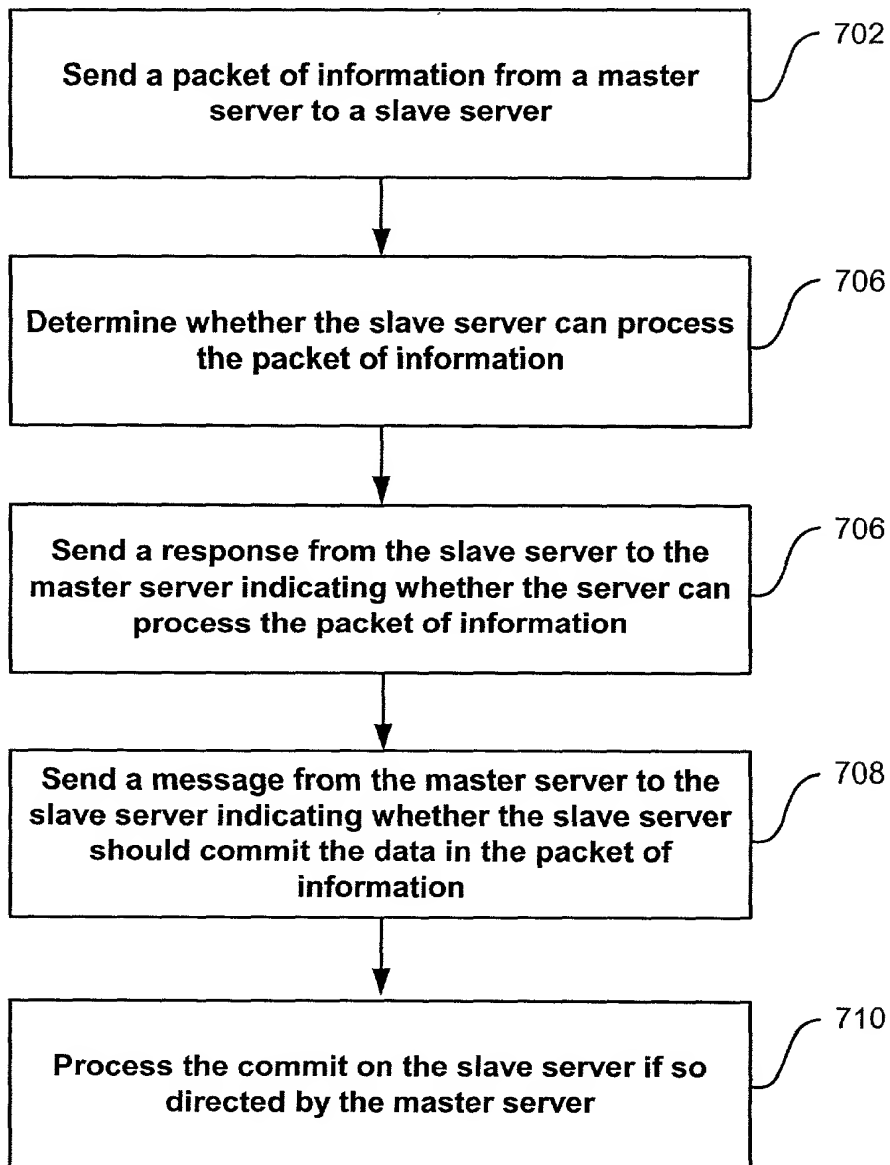 702
Send a packet of information from a master
server to a slave server
706
Determine whether the slave server can process
the packet of information
706
Send a response from the slave server to the
master server indicating whether the server can
process the packet of information
708
Send a message from the master server to the
slave server indicating whether the slave server
should commit the data in the packet of
information
710
Process the commit on the slave server if so
directed by the master server